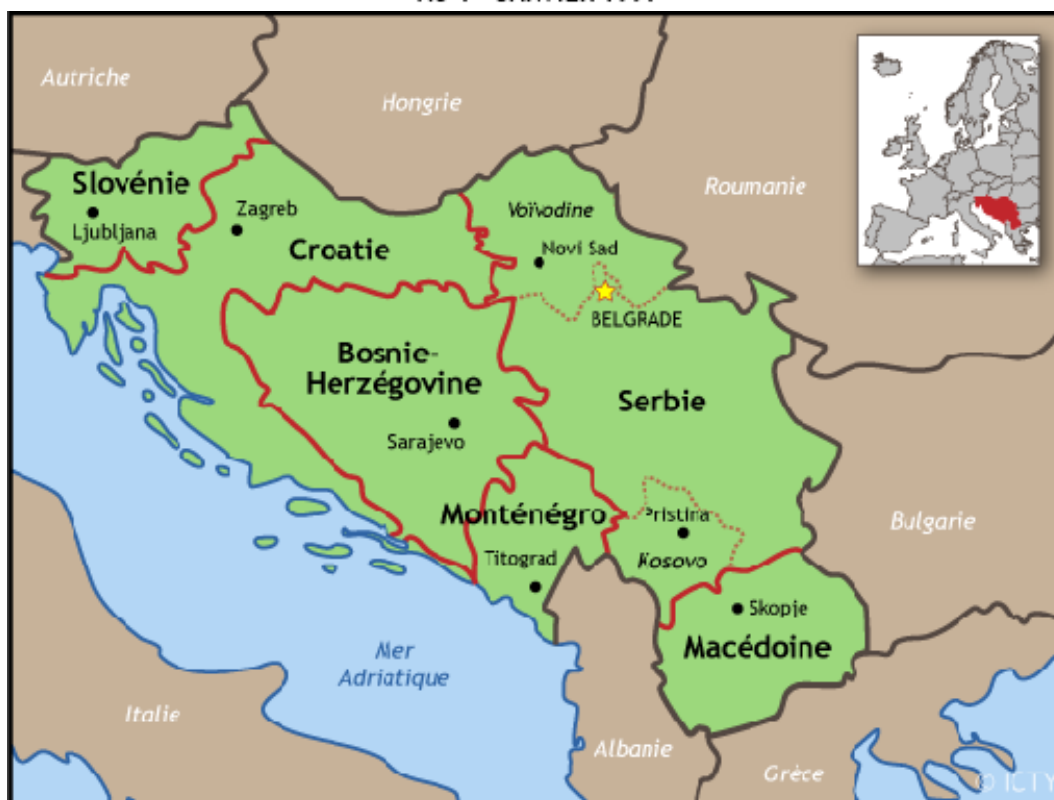 Autriche
Hongrie
Slovénie
Ljubljana
Zagreb
Croatie
Voïvodine
Novi Sad
Roumanie
BELGRADE
Bosnie-
Herzégovine
Sarajevo
Serbie
Monténégro
Titograd
Pristina
Kosovo
Bulgarie
Skopje
Macédoine
Mer
Adriatique
Italie
Albanie
Grèce
© ICTY